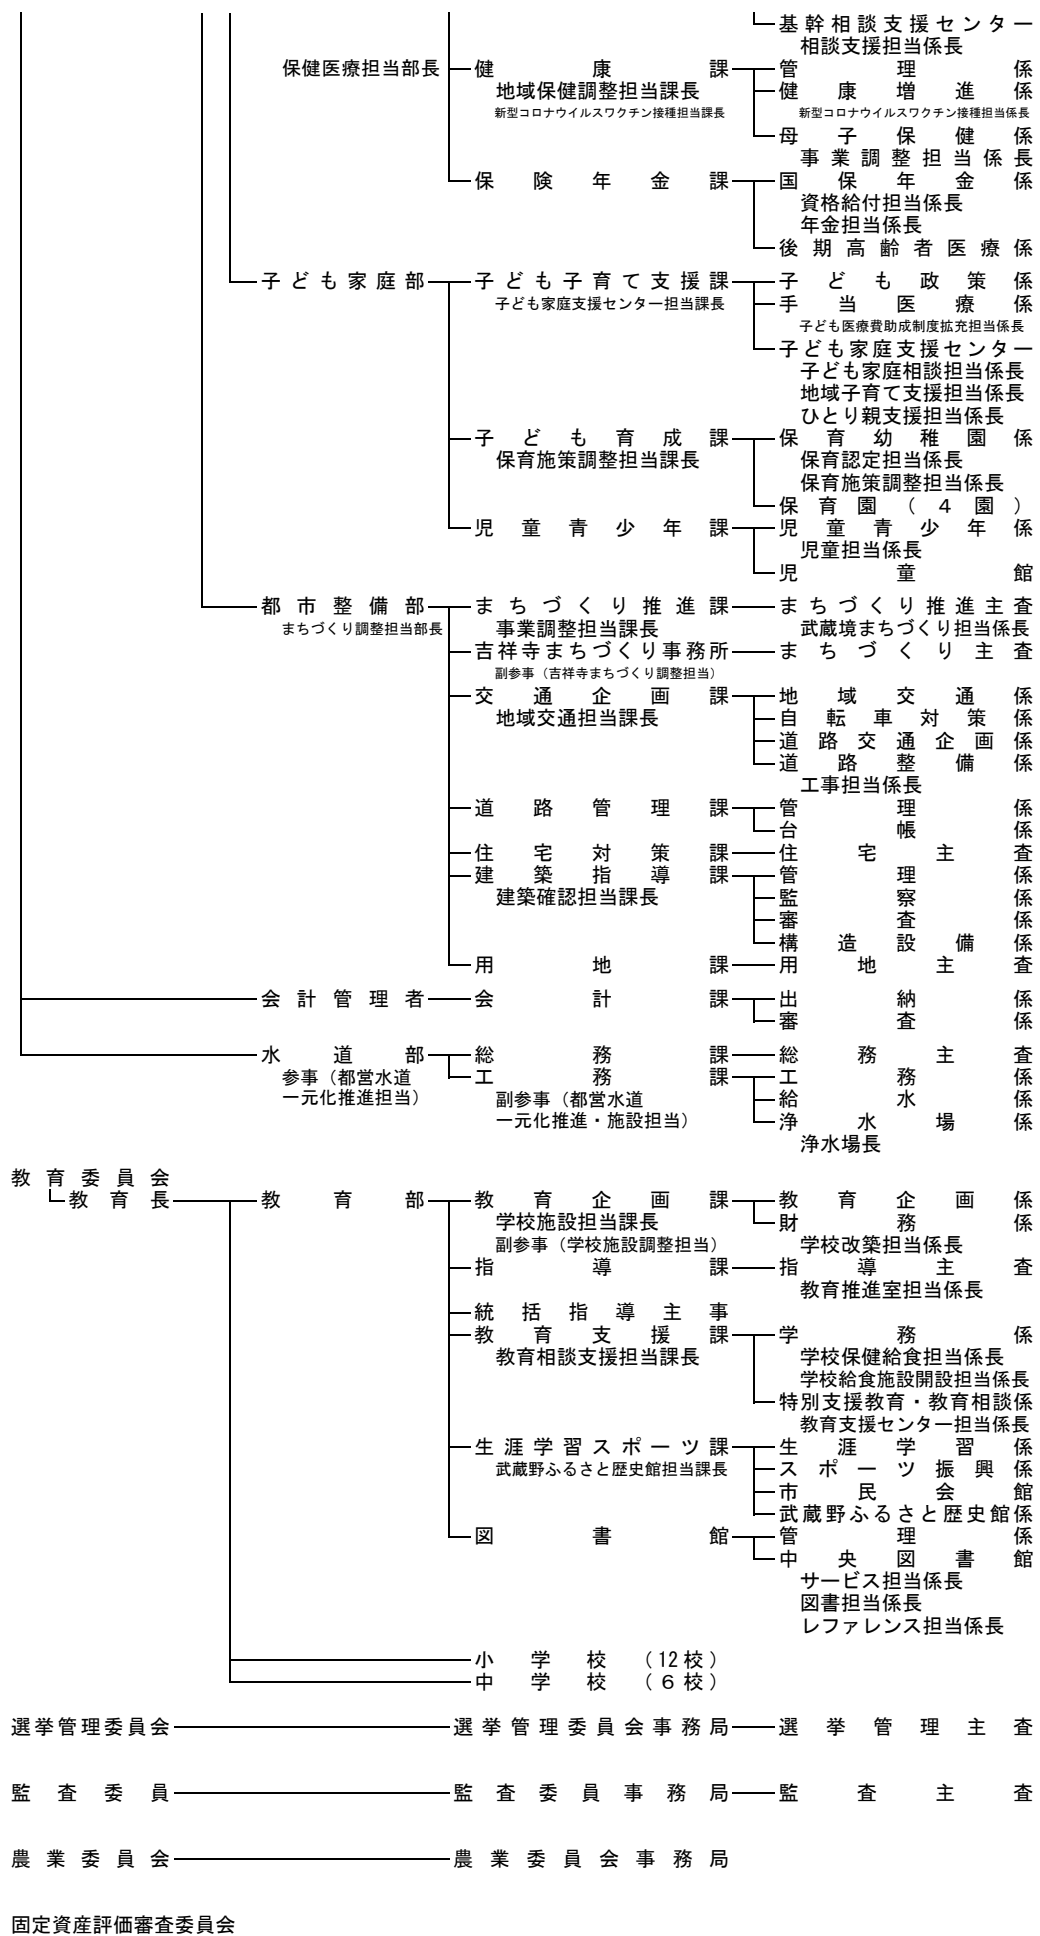 基幹相談支援センター
相談支援担当係長
保健医療担当部長 健康課 管理係
地域保健調整担当課長 健康増進係
新型コロナウイルスワクチン接種担当課長 新型コロナウイルスワクチン接種担当係長
母子保健係
事業調整担当係長
保険年金課 国保年金係
資格給付担当係長
年金担当係長
後期高齢者医療係
子ども家庭部 子ども子育て支援課 子ども政策係
子ども家庭支援センター担当課長 手当医療係
子ども医療費助成制度拡充担当係長
子ども家庭支援センター
子ども家庭相談担当係長
地域子育て支援担当係長
ひとり親支援担当係長
子ども育成課 保育幼稚園係
保育施策調整担当課長 保育認定担当係長
保育施策調整担当係長
保育園（４園）
児童青少年課 児童青少年係
児童担当係長
児童館
都市整備部 まちづくり推進課 まちづくり推進主査
まちづくり調整担当部長 事業調整担当課長 武蔵境まちづくり担当係長
吉祥寺まちづくり事務所 まちづくり主査
副参事（吉祥寺まちづくり調整担当）
交通企画課 地域交通係
地域交通担当課長 自転車対策係
道路交通企画係
道路整備係
工事担当係長
道路管理課 管理係
台帳係
住宅対策課 住宅主査
建築指導課 管理係
建築確認担当課長 監察係
審査係
構造設備係
用地課 用地主査
会計管理者 会計課 出納係
審査係
水道部 総務課 総務主査
参事（都営水道 工務課 工務係
一元化推進担当） 副参事（都営水道 給水係
一元化推進・施設担当） 浄水場係
浄水場長
教育委員会
教育長 教育部 教育企画課 教育企画係
学校施設担当課長 財務係
副参事（学校施設調整担当） 学校改築担当係長
指導課 指導主査
教育推進室担当係長
統括指導主事
教育支援課 学務係
教育相談支援担当課長 学校保健給食担当係長
学校給食施設開設担当係長
特別支援教育・教育相談係
教育支援センター担当係長
生涯学習スポーツ課 生涯学習係
武蔵野ふるさと歴史館担当課長 スポーツ振興係
市民会館
武蔵野ふるさと歴史館係
図書館 管理係
中央図書館
サービス担当係長
図書担当係長
レファレンス担当係長
小学校（12校）
中学校（６校）
選挙管理委員会 選挙管理委員会事務局 選挙管理主査
監査委員 監査委員事務局 監査主査
農業委員会 農業委員会事務局
固定資産評価審査委員会